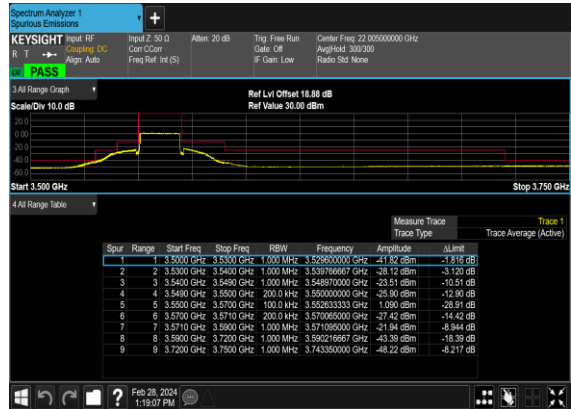 Spectrum Analyzer 1
Spurious Emissions
+
KEYSIGHT Input: RF Input Z: 50 Ω Atten: 20 dB Trig: Free Run Center Freq: 22.005000000 GHz
R T Coupling: DC Corr CCorr Gate: Off Avg|Hold: 300/300
Align: Auto Freq Ref: Int (S) IF Gain: Low Radio Std: None
PASS
3 All Range Graph
Ref Lvl Offset 18.88 dB
Scale/Div 10.0 dB Ref Value 30.00 dBm
20.0
0.00
-20.0
-40.0
-60.0
Start 3.500 GHz Stop 3.750 GHz
4 All Range Table
Measure Trace Trace 1
Trace Type Trace Average (Active)
Spur Range Start Freq Stop Freq RBW Frequency Amplitude ΔLimit
1 1 3.5000 GHz 3.5300 GHz 1.000 MHz 3.529600000 GHz -41.82 dBm -1.816 dB
2 2 3.5300 GHz 3.5400 GHz 1.000 MHz 3.539766667 GHz -28.12 dBm -3.120 dB
3 3 3.5400 GHz 3.5490 GHz 1.000 MHz 3.548970000 GHz -23.51 dBm -10.51 dB
4 4 3.5490 GHz 3.5500 GHz 200.0 kHz 3.550000000 GHz -25.90 dBm -12.90 dB
5 5 3.5500 GHz 3.5700 GHz 100.0 kHz 3.552633333 GHz 1.090 dBm -28.91 dB
6 6 3.5700 GHz 3.5710 GHz 200.0 kHz 3.570065000 GHz -27.42 dBm -14.42 dB
7 7 3.5710 GHz 3.5900 GHz 1.000 MHz 3.571095000 GHz -21.94 dBm -8.944 dB
8 8 3.5900 GHz 3.7200 GHz 1.000 MHz 3.590216667 GHz -43.39 dBm -18.39 dB
9 9 3.7200 GHz 3.7500 GHz 1.000 MHz 3.743350000 GHz -48.22 dBm -8.217 dB
? Feb 28, 2024
1:19:07 PM